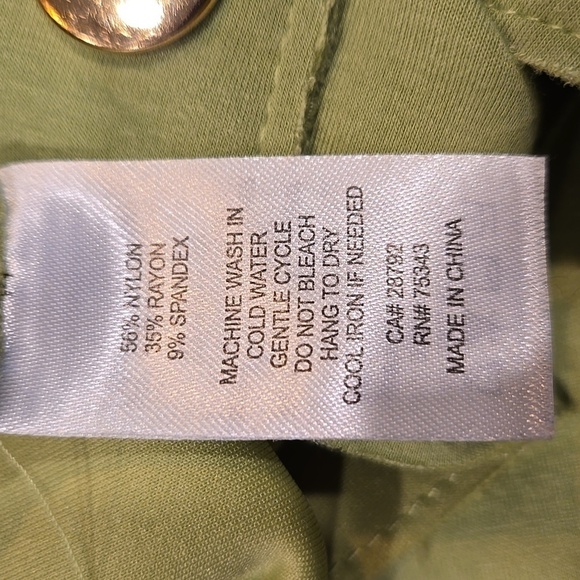 56% NYLON
35% RAYON
9% SPANDEX
MACHINE WASH IN
COLD WATER
GENTLE CYCLE
DO NOT BLEACH
HANG TO DRY
COOL IRON IF NEEDED
CA# 28792
RN# 75343
MADE IN CHINA